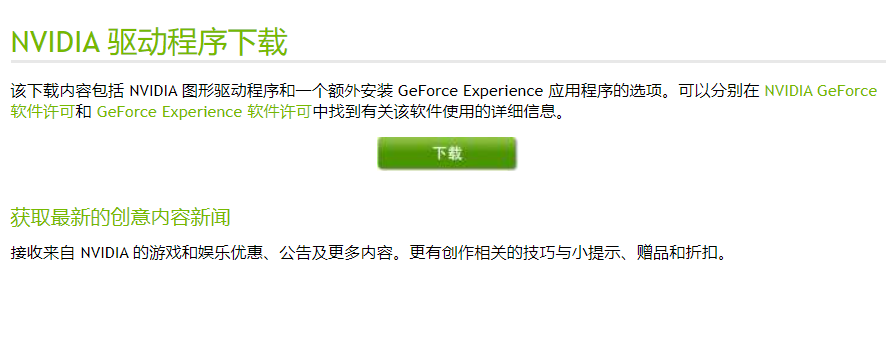 NVIDIA 驱动程序下载
该下载内容包括 NVIDIA 图形驱动程序和一个额外安装 GeForce Experience 应用程序的选项。可以分别在 NVIDIA GeForce
软件许可和 GeForce Experience 软件许可中找到有关该软件使用的详细信息。
下载
获取最新的创意内容新闻
接收来自 NVIDIA 的游戏和娱乐优惠、公告及更多内容。更有创作相关的技巧与小提示、赠品和折扣。